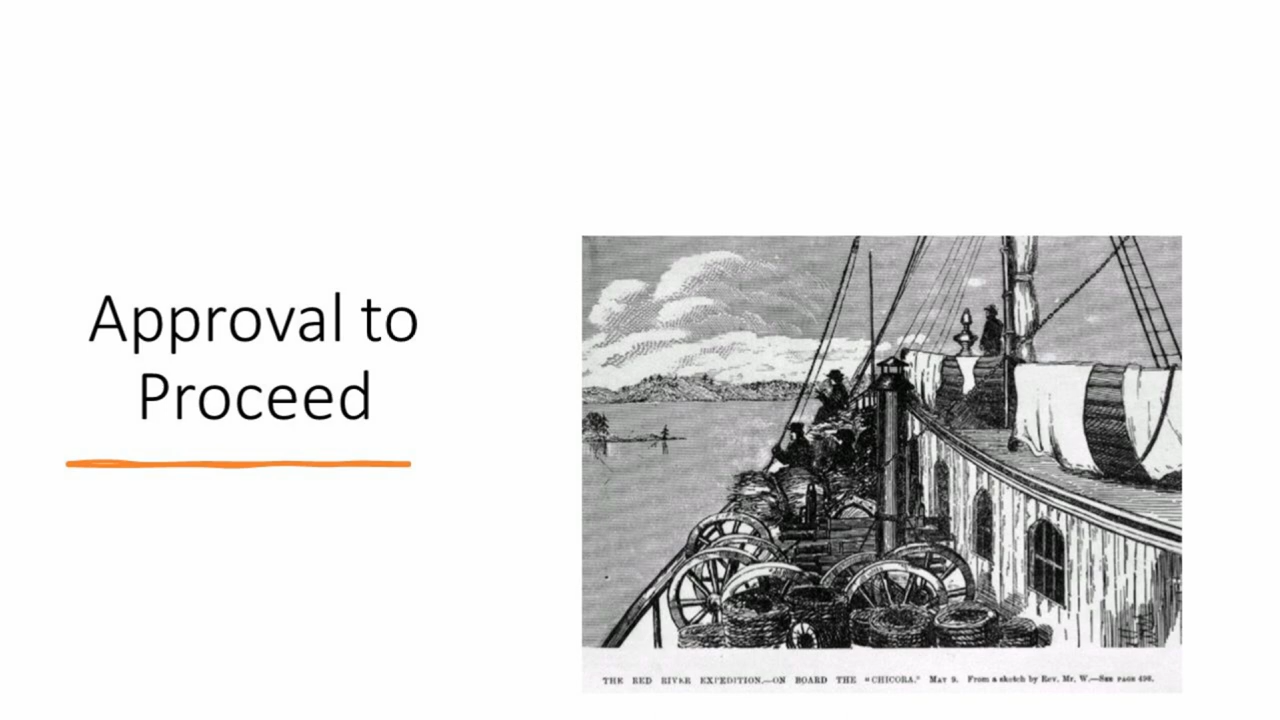 Approval to
Proceed
THE RED RIVER EXPEDITION.—ON BOARD THE "CHICORA." MAY 9. From a sketch by Rev. Mr. W.—SEE PAGE 498.